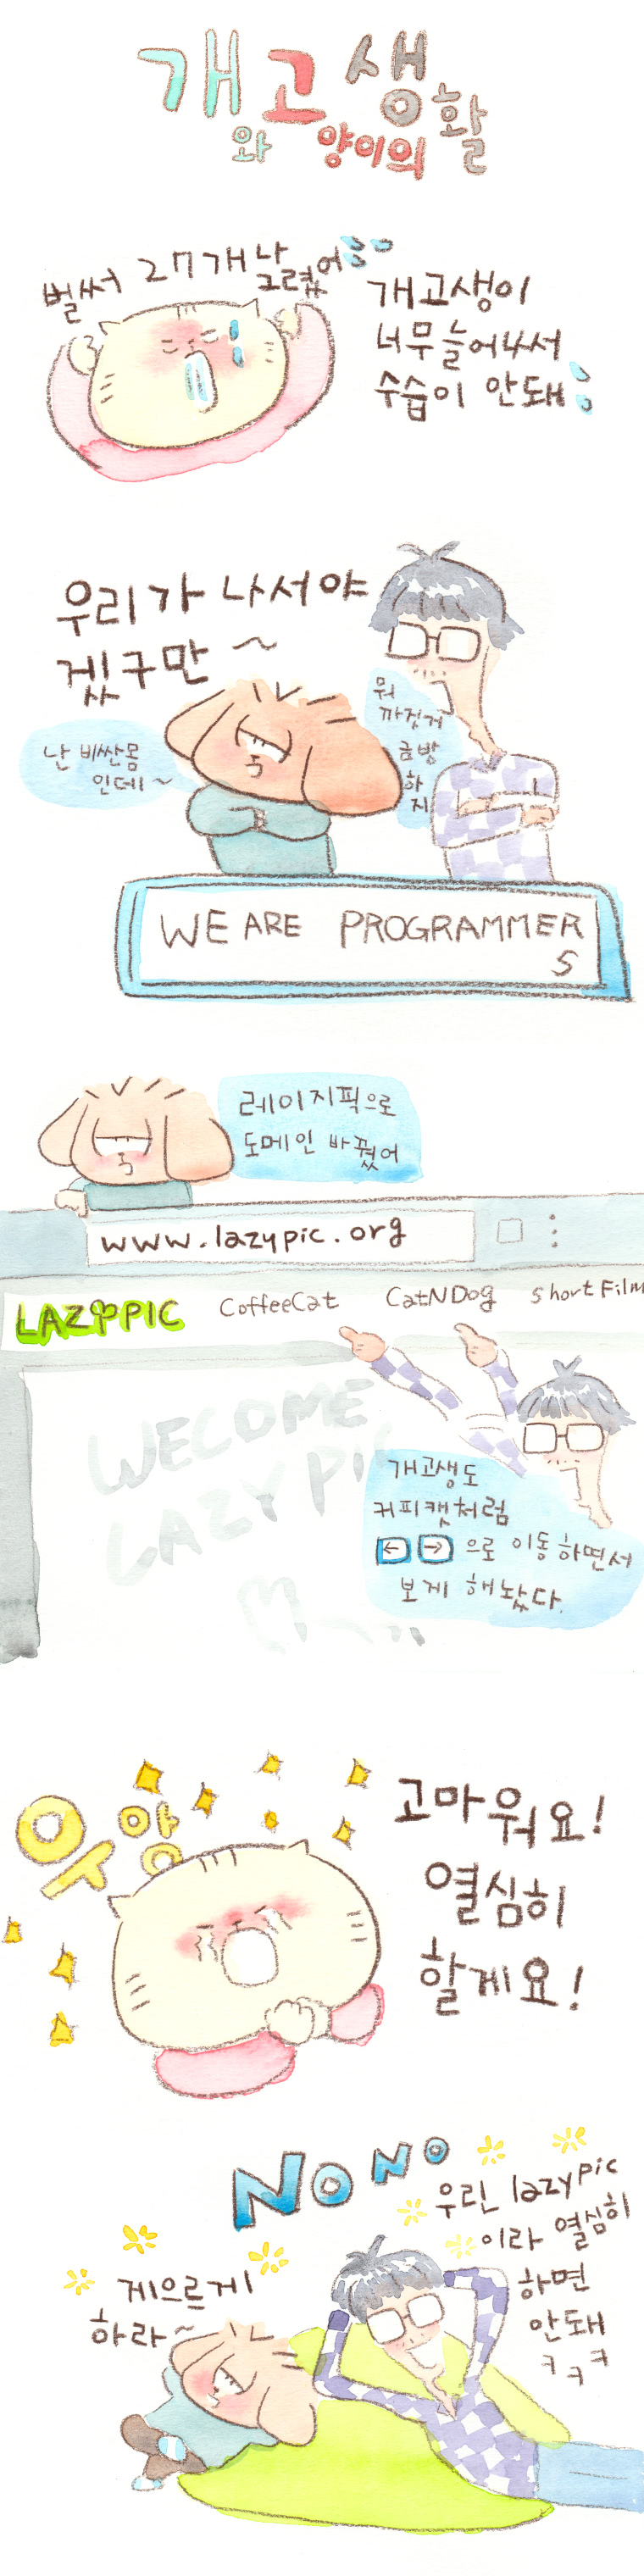 개고생활
와 양이의
벌써 27개나 그렸어
개고생이
너무 늘어나서
수습이 안돼
우리가 나서야
겠구만 ~
뭐
까짓거
금방
하
지
난 비싼몸
인데 ~
WE ARE PROGRAMMER
S
레이지픽으로
도메인 바꿨어
www.lazypic.org
LAZYPIC CoffeeCat CatNDog ShortFilm
WELCOME
LAZY PIC
개고생도
커피캣처럼
← → 으로 이동하면서
보게 해놨다.
우앙
고마워요!
열심히
할게요!
NO NO
우린 lazypic
이라 열심히
하면
안돼
ㅋㅋㅋ
게으르게
하라~